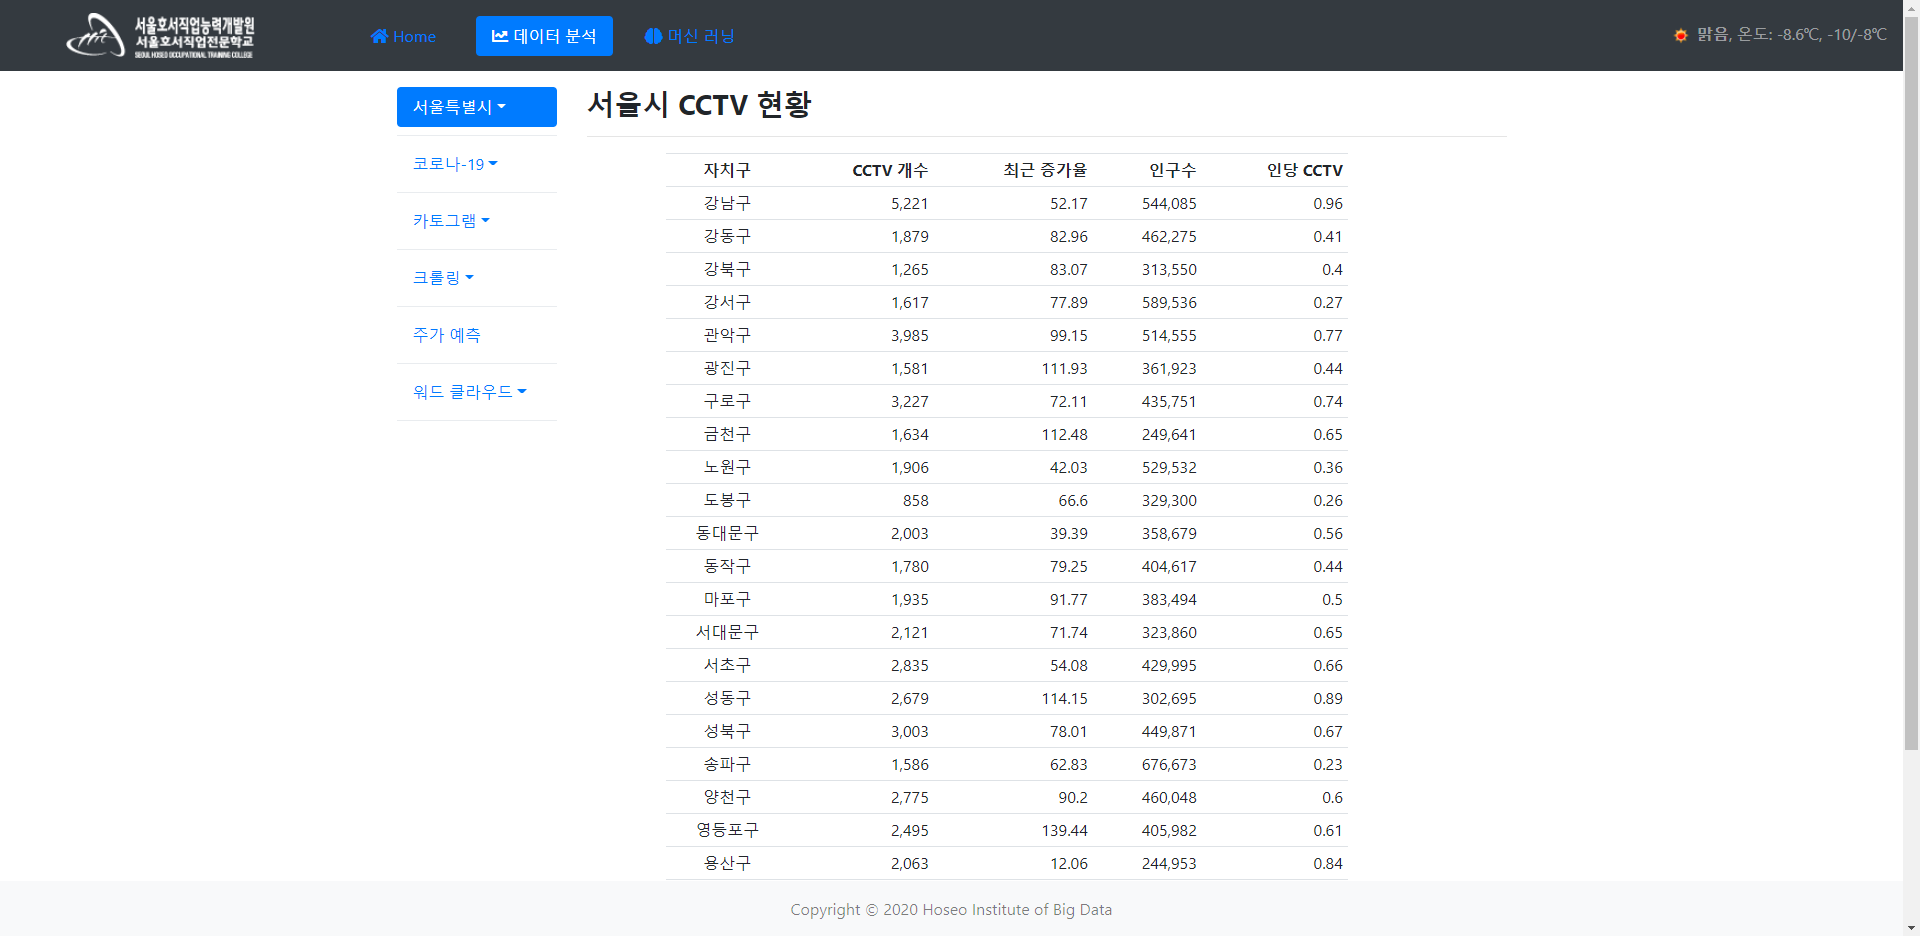 서울호서직업능력개발원
서울호서직업전문학교
SEOUL HOSEO OCCUPATIONAL TRAINING COLLEGE
Home 데이터 분석 머신 러닝 맑음, 온도: -8.6℃, -10/-8℃
서울특별시
코로나-19
카토그램
크롤링
주가 예측
워드 클라우드
서울시 CCTV 현황
자치구 CCTV 개수 최근 증가율 인구수 인당 CCTV
강남구 5,221 52.17 544,085 0.96
강동구 1,879 82.96 462,275 0.41
강북구 1,265 83.07 313,550 0.4
강서구 1,617 77.89 589,536 0.27
관악구 3,985 99.15 514,555 0.77
광진구 1,581 111.93 361,923 0.44
구로구 3,227 72.11 435,751 0.74
금천구 1,634 112.48 249,641 0.65
노원구 1,906 42.03 529,532 0.36
도봉구 858 66.6 329,300 0.26
동대문구 2,003 39.39 358,679 0.56
동작구 1,780 79.25 404,617 0.44
마포구 1,935 91.77 383,494 0.5
서대문구 2,121 71.74 323,860 0.65
서초구 2,835 54.08 429,995 0.66
성동구 2,679 114.15 302,695 0.89
성북구 3,003 78.01 449,871 0.67
송파구 1,586 62.83 676,673 0.23
양천구 2,775 90.2 460,048 0.6
영등포구 2,495 139.44 405,982 0.61
용산구 2,063 12.06 244,953 0.84
Copyright © 2020 Hoseo Institute of Big Data